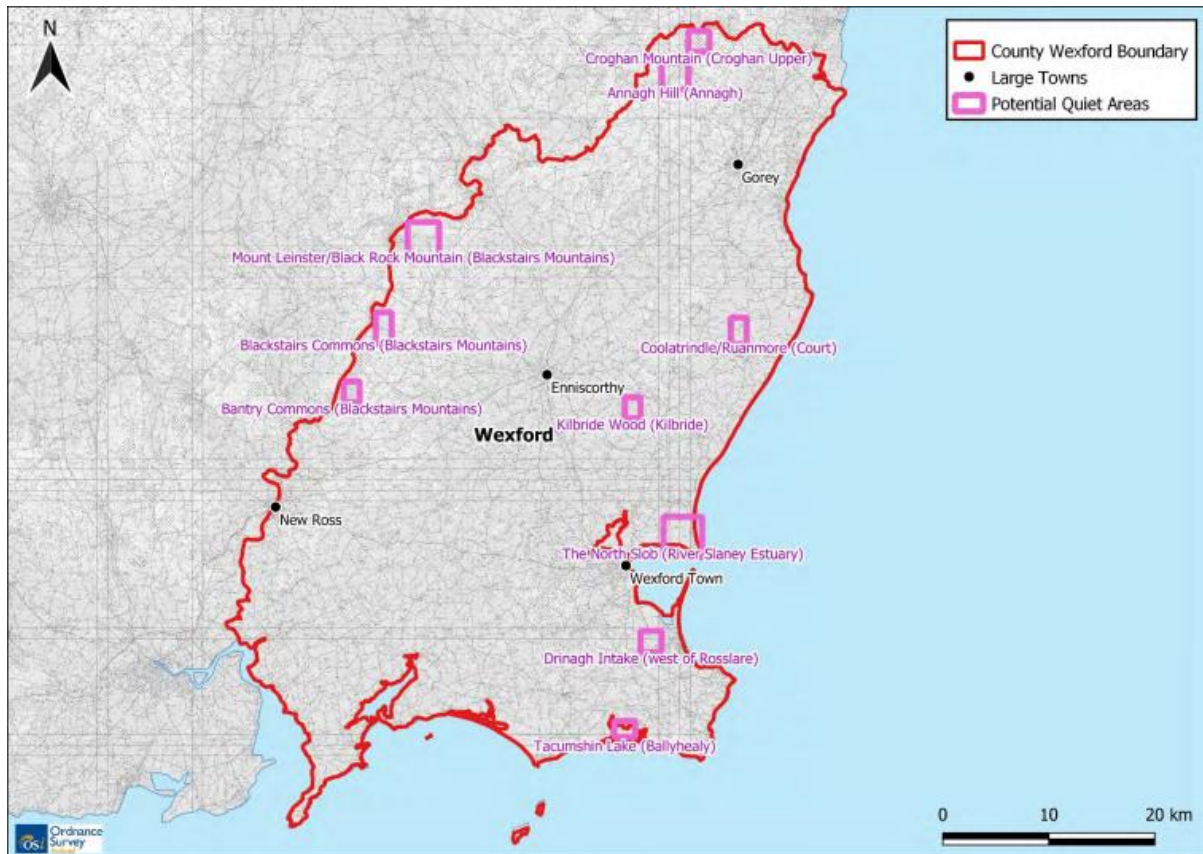 N
County Wexford Boundary
Large Towns
Potential Quiet Areas
Croghan Mountain (Croghan Upper)
Annagh Hill (Annagh)
Gorey
Mount Leinster/Black Rock Mountain (Blackstairs Mountains)
Blackstairs Commons (Blackstairs Mountains)
Coolatrindle/Ruanmore (Court)
Enniscorthy
Bantry Commons (Blackstairs Mountains)
Kilbride Wood (Kilbride)
Wexford
New Ross
The North Slob (River Slaney Estuary)
Wexford Town
Drinagh Intake (west of Rosslare)
Tacumshin Lake (Ballyhealy)
0 10 20 km
OSi
Ordnance
Survey
Ireland